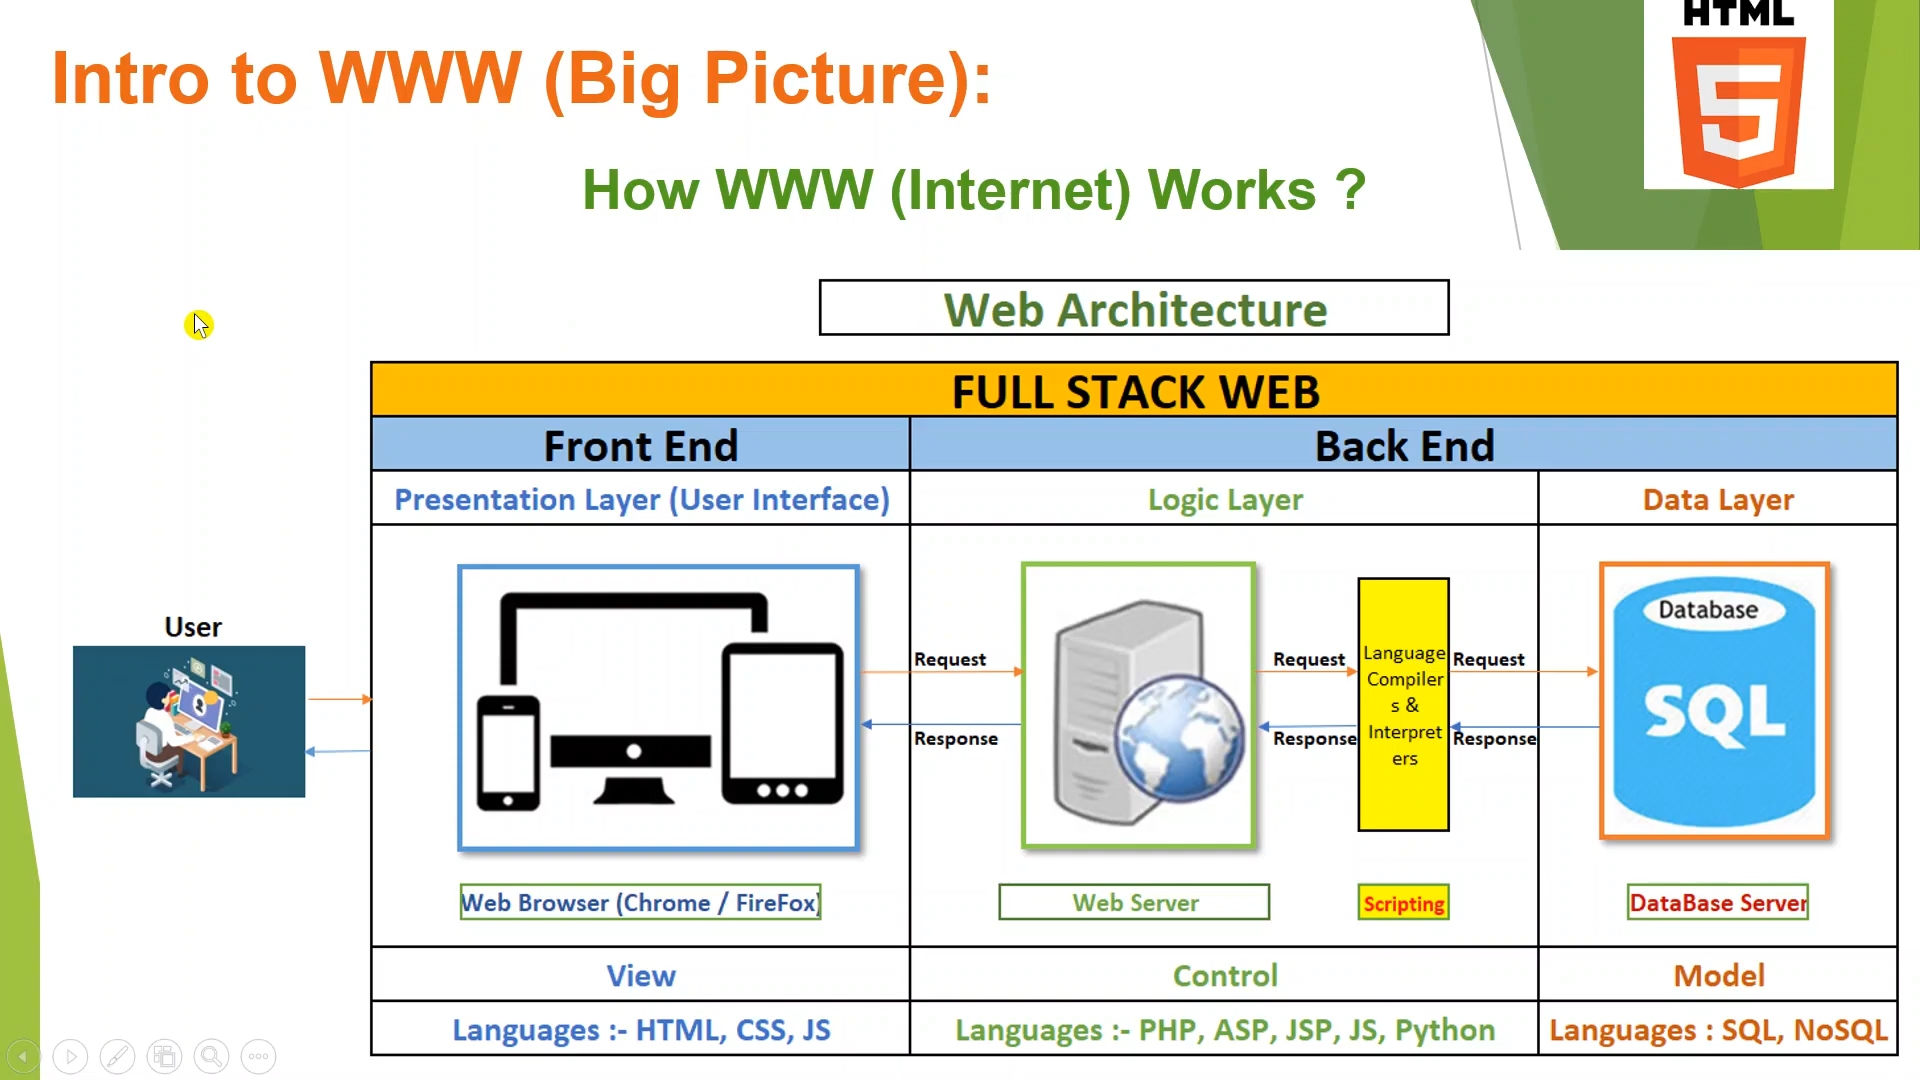 HTML
Intro to WWW (Big Picture):
How WWW (Internet) Works ?
Web Architecture
FULL STACK WEB
Front End
Back End
Presentation Layer (User Interface)
Logic Layer
Data Layer
User
Request
Response
Request
Response
Language
Compiler
s &
Interpret
ers
Request
Response
Database
SQL
Web Browser (Chrome / FireFox)
Web Server
Scripting
DataBase Server
View
Control
Model
Languages :- HTML, CSS, JS
Languages :- PHP, ASP, JSP, JS, Python
Languages : SQL, NoSQL